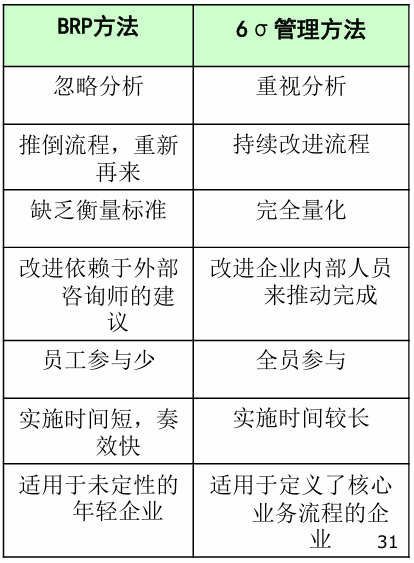 BRP方法
6σ管理方法
忽略分析
重视分析
推倒流程，重新
再来
持续改进流程
缺乏衡量标准
完全量化
改进依赖于外部
咨询师的建
议
改进企业内部人员
来推动完成
员工参与少
全员参与
实施时间短，奏
效快
实施时间较长
适用于未定性的
年轻企业
适用于定义了核心
业务流程的企
业
31